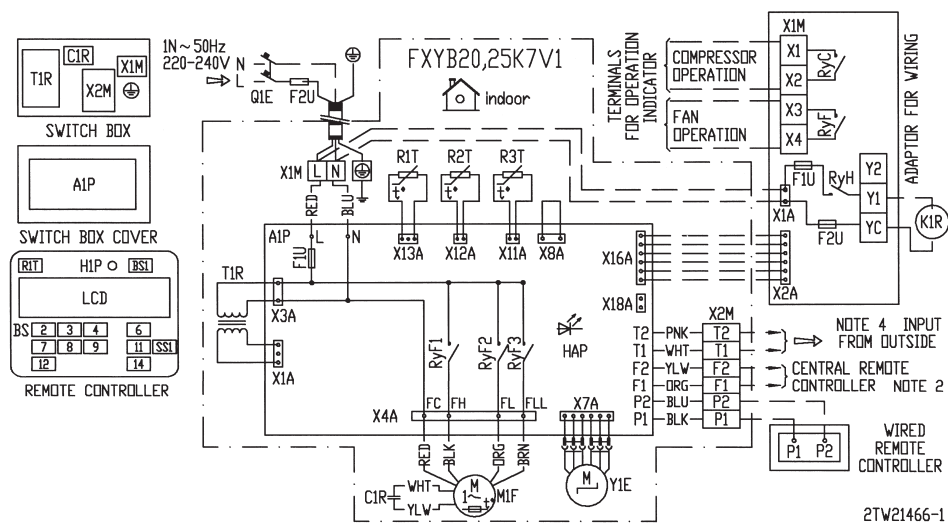 1N~50Hz
220-240V
N
L
Q1E
F2U
FXYB20,25K7V1
indoor
TERMINALS
FOR OPERATION
INDICATOR
COMPRESSOR
OPERATION
FAN
OPERATION
X1M
X1
X2
X3
X4
RyC
RyF
ADAPTOR FOR WIRING
T1R
C1R
X2M
X1M
SWITCH BOX
A1P
SWITCH BOX COVER
R1T
H1P
BS1
LCD
BS 2 3 4 6
7 8 9 11 SS1
12 14
REMOTE CONTROLLER
X1M
L N
RED
BLU
R1T
R2T
R3T
t°
t°
t°
X13A
X12A
X11A
X8A
F1U
RyH
X1A
F2U
Y2
Y1
YC
K1R
A1P
L
N
F1U
T1R
X3A
X1A
X16A
X18A
X2A
RyF1
RyF2
RyF3
HAP
X2M
T2 PNK T2
T1 WHT T1
F2 YLW F2
F1 ORG F1
P2 BLU P2
P1 BLK P1
NOTE 4 INPUT
FROM OUTSIDE
CENTRAL REMOTE
CONTROLLER NOTE 2
X4A
FC FH FL FLL
X7A
RED
BLK
ORG
BRN
C1R
WHT
YLW
M
1~
t°
M1F
M
Y1E
P1 P2
WIRED
REMOTE
CONTROLLER
2TW21466-1